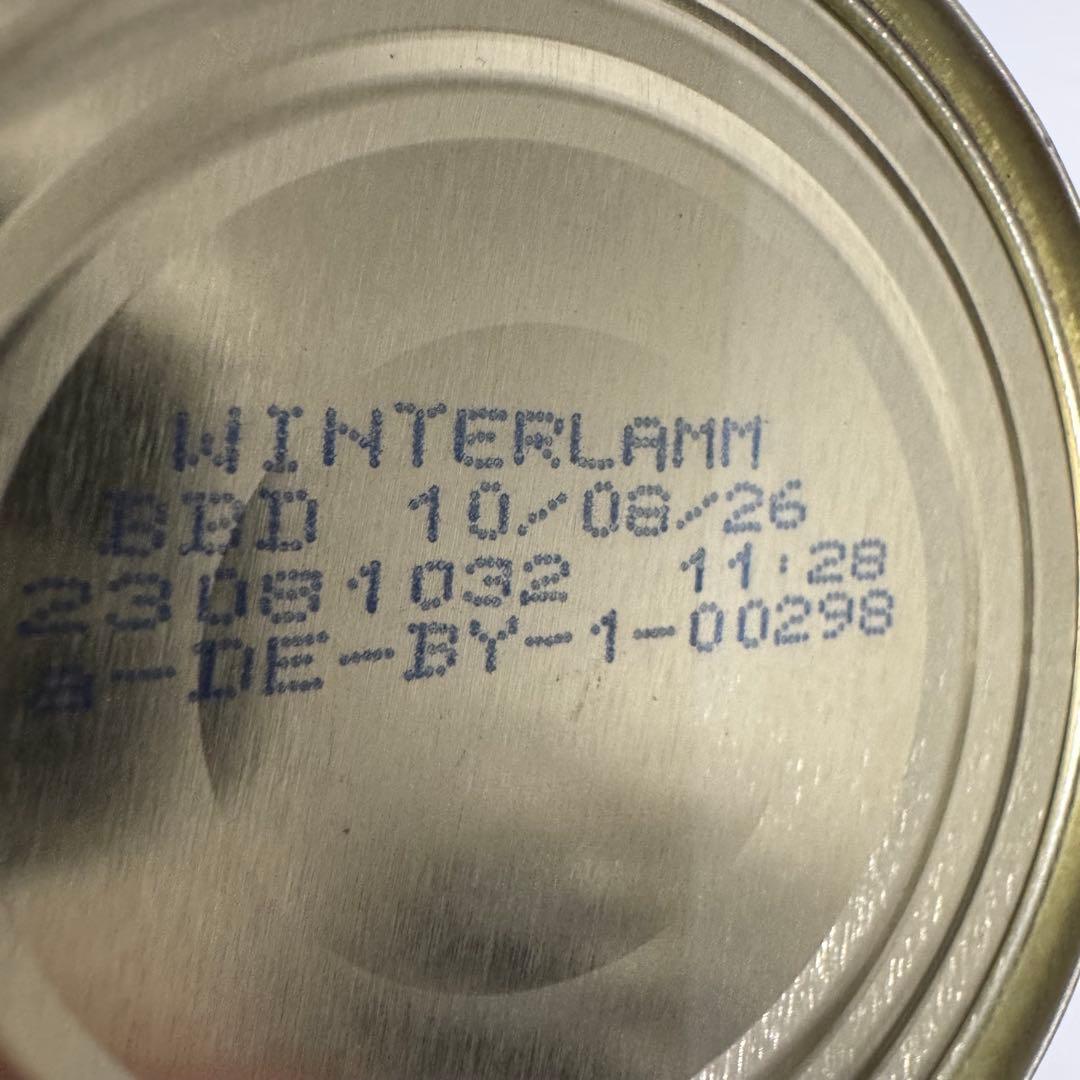 WINTERLAMM
BBD 10/08/26
23081032 11:28
-DE-BY-1-00298